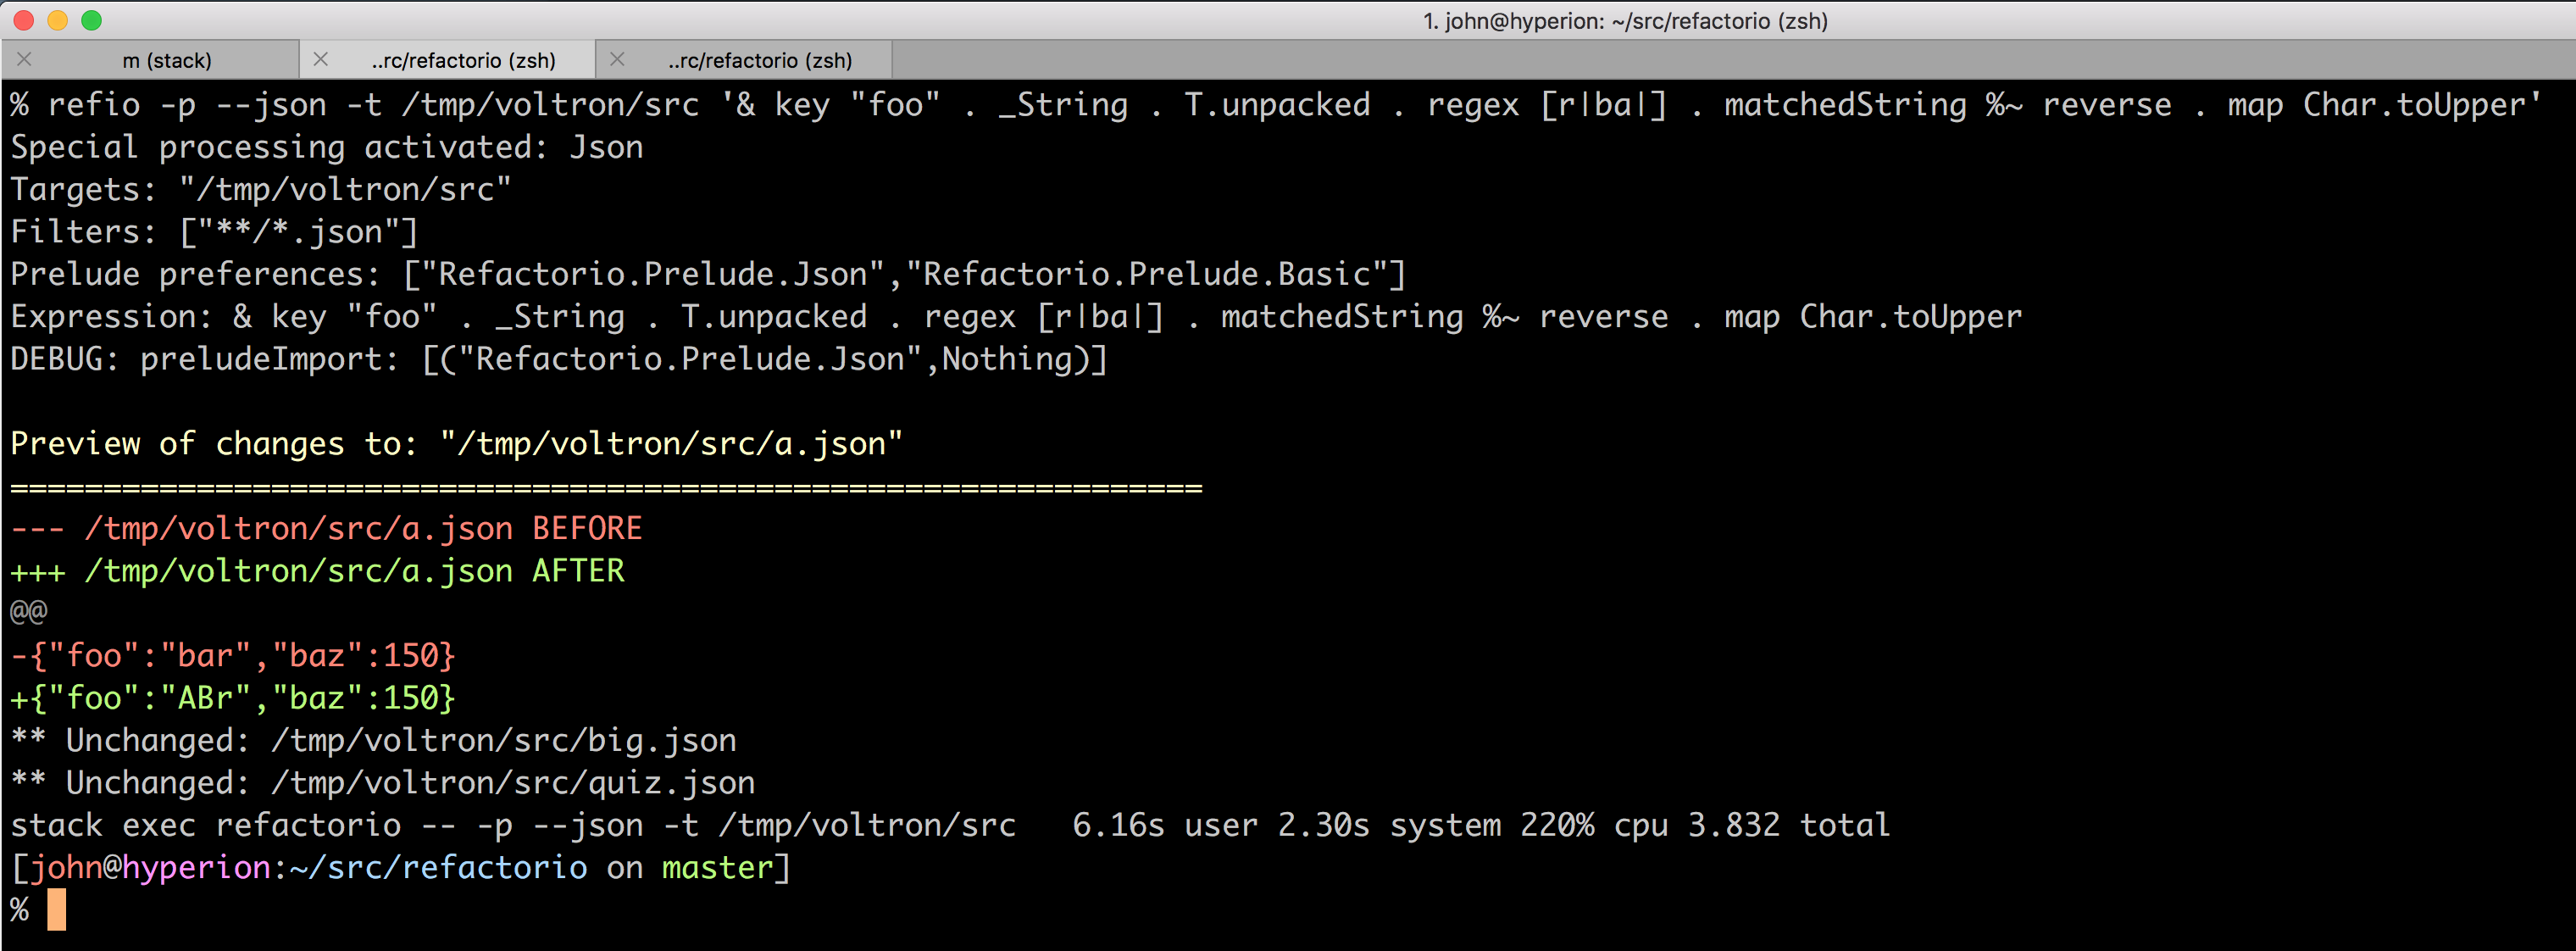 1. john@hyperion: ~/src/refactorio (zsh)
m (stack) ..rc/refactorio (zsh) ..rc/refactorio (zsh)
% refio -p --json -t /tmp/voltron/src '& key "foo" . _String . T.unpacked . regex [r|ba|] . matchedString %~ reverse . map Char.toUpper'
Special processing activated: Json
Targets: "/tmp/voltron/src"
Filters: ["**/*.json"]
Prelude preferences: ["Refactorio.Prelude.Json","Refactorio.Prelude.Basic"]
Expression: & key "foo" . _String . T.unpacked . regex [r|ba|] . matchedString %~ reverse . map Char.toUpper
DEBUG: preludeImport: [("Refactorio.Prelude.Json",Nothing)]
Preview of changes to: "/tmp/voltron/src/a.json"
================================================================
--- /tmp/voltron/src/a.json BEFORE
+++ /tmp/voltron/src/a.json AFTER
@@
-{"foo":"bar","baz":150}
+{"foo":"ABr","baz":150}
** Unchanged: /tmp/voltron/src/big.json
** Unchanged: /tmp/voltron/src/quiz.json
stack exec refactorio -- -p --json -t /tmp/voltron/src   6.16s user 2.30s system 220% cpu 3.832 total
[john@hyperion:~/src/refactorio on master]
%